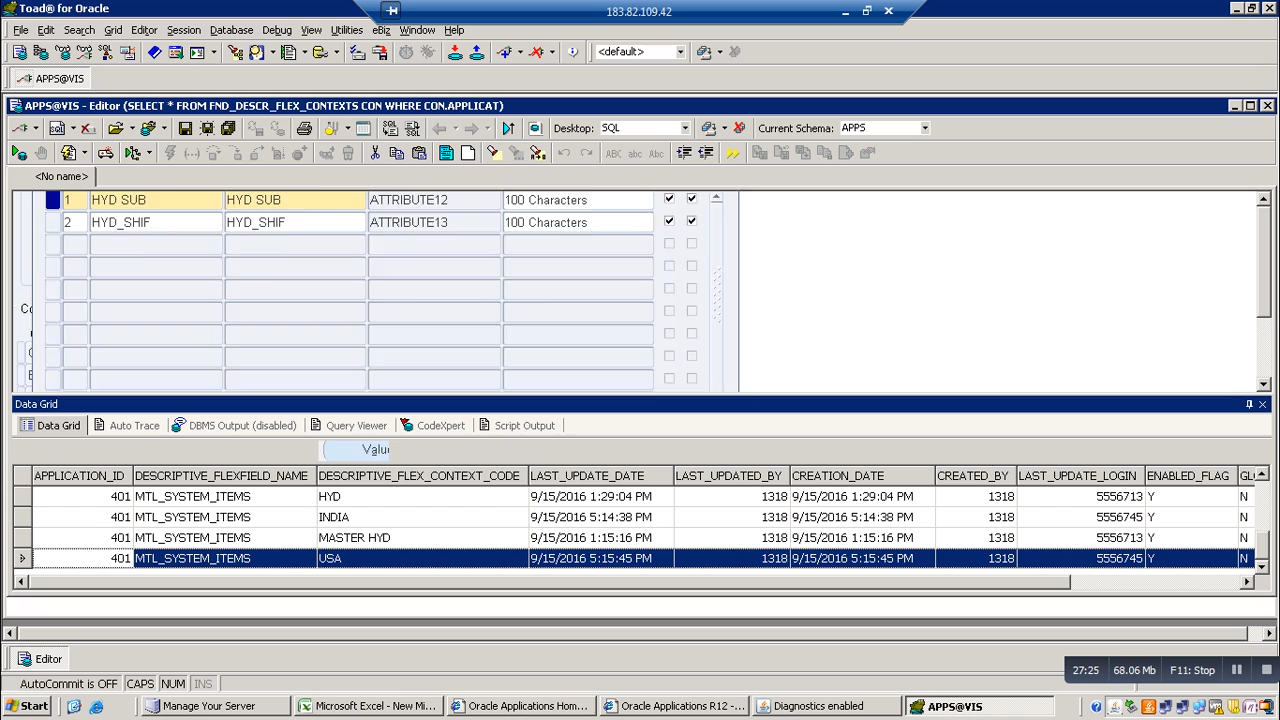 Toad® for Oracle
183.82.109.42
File Edit Search Grid Editor Session Database Debug View Utilities eBiz Window Help
<default>
APPS@VIS
APPS@VIS - Editor (SELECT * FROM FND_DESCR_FLEX_CONTEXTS CON WHERE CON.APPLICAT)
Desktop: SQL Current Schema: APPS
ABC abc Abc
<No name>
1 HYD SUB HYD SUB ATTRIBUTE12 100 Characters
2 HYD_SHIF HYD_SHIF ATTRIBUTE13 100 Characters
Data Grid
Data Grid Auto Trace DBMS Output (disabled) Query Viewer CodeXpert Script Output
Valu
APPLICATION_ID DESCRIPTIVE_FLEXFIELD_NAME DESCRIPTIVE_FLEX_CONTEXT_CODE LAST_UPDATE_DATE LAST_UPDATED_BY CREATION_DATE CREATED_BY LAST_UPDATE_LOGIN ENABLED_FLAG GLO
401 MTL_SYSTEM_ITEMS HYD 9/15/2016 1:29:04 PM 1318 9/15/2016 1:29:04 PM 1318 5556713 Y N
401 MTL_SYSTEM_ITEMS INDIA 9/15/2016 5:14:38 PM 1318 9/15/2016 5:14:38 PM 1318 5556745 Y N
401 MTL_SYSTEM_ITEMS MASTER HYD 9/15/2016 1:15:16 PM 1318 9/15/2016 1:15:16 PM 1318 5556713 Y N
401 MTL_SYSTEM_ITEMS USA 9/15/2016 5:15:45 PM 1318 9/15/2016 5:15:45 PM 1318 5556745 Y N
Editor
27:25 68.06 Mb F11: Stop
AutoCommit is OFF CAPS NUM INS
Start Manage Your Server Microsoft Excel - New Mi... Oracle Applications Hom... Oracle Applications R12 - ... Diagnostics enabled APPS@VIS